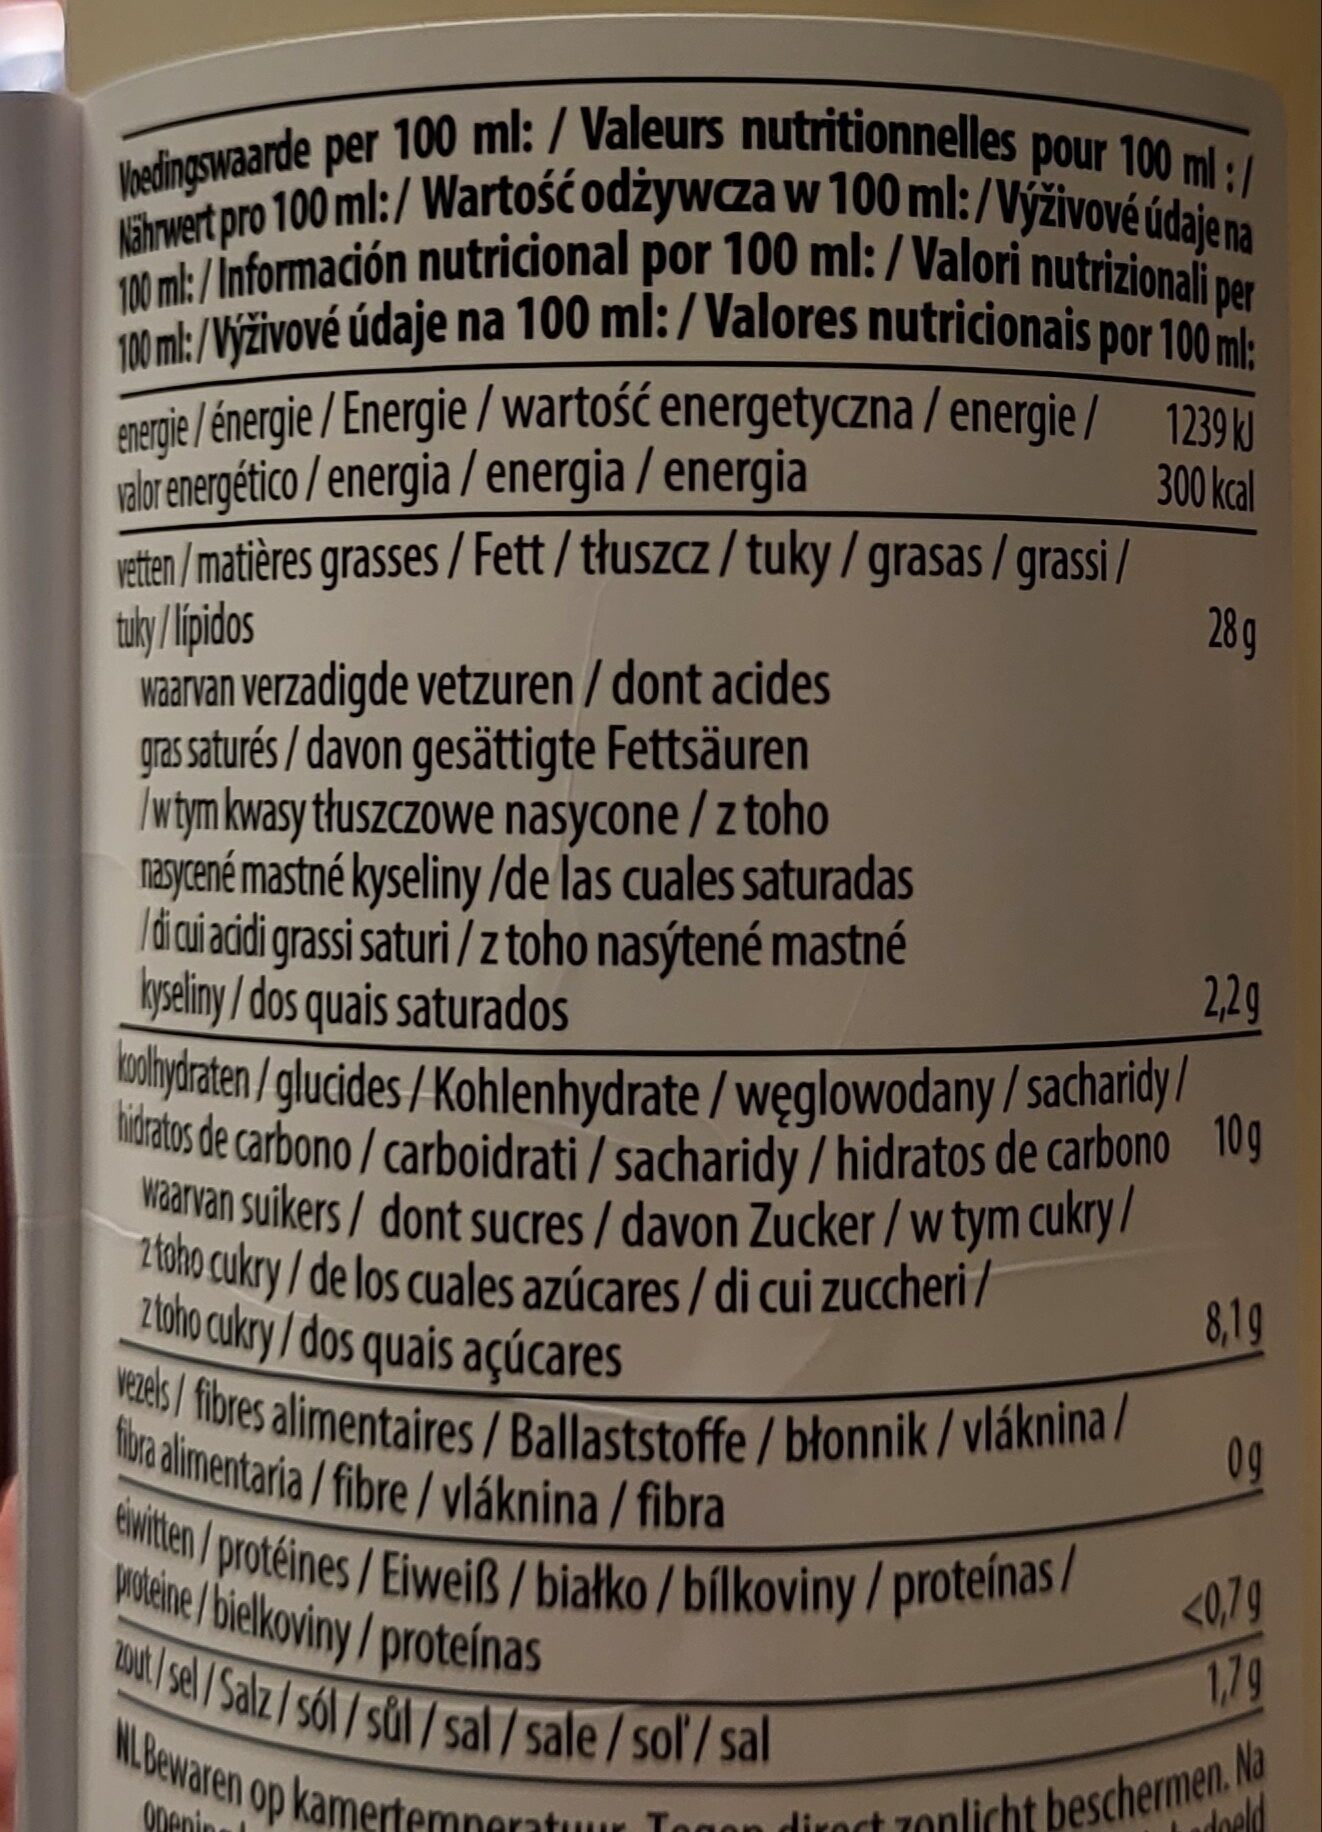 Voedingswaarde per 100 ml: / Valeurs nutritionnelles pour 100 ml : /
Nährwert pro 100 ml: / Wartość odżywcza w 100 ml: / Výživové údaje na
100 ml: / Información nutricional por 100 ml: / Valori nutrizionali per
100 ml: / Výživové údaje na 100 ml: / Valores nutricionais por 100 ml:
energie / énergie / Energie / wartość energetyczna / energie / 1239 kJ
valor energético / energia / energia / energia 300 kcal
vetten / matières grasses / Fett / tłuszcz / tuky / grasas / grassi /
tuky / lípidos 28 g
waarvan verzadigde vetzuren / dont acides
gras saturés / davon gesättigte Fettsäuren
/ w tym kwasy tłuszczowe nasycone / z toho
nasycené mastné kyseliny /de las cuales saturadas
/ di cui acidi grassi saturi / z toho nasýtené mastné
kyseliny / dos quais saturados 2,2 g
koolhydraten / glucides / Kohlenhydrate / węglowodany / sacharidy /
hidratos de carbono / carboidrati / sacharidy / hidratos de carbono 10 g
waarvan suikers / dont sucres / davon Zucker / w tym cukry /
z toho cukry / de los cuales azúcares / di cui zuccheri /
z toho cukry / dos quais açúcares 8,1 g
vezels / fibres alimentaires / Ballaststoffe / błonnik / vláknina /
fibra alimentaria / fibre / vláknina / fibra 0 g
eiwitten / protéines / Eiweiß / białko / bílkoviny / proteínas /
proteine / bielkoviny / proteínas <0,7 g
zout / sel / Salz / sól / sůl / sal / sale / soľ / sal 1,7 g
NL Bewaren op kamertemperatuur. Tegen direct zonlicht beschermen. Na